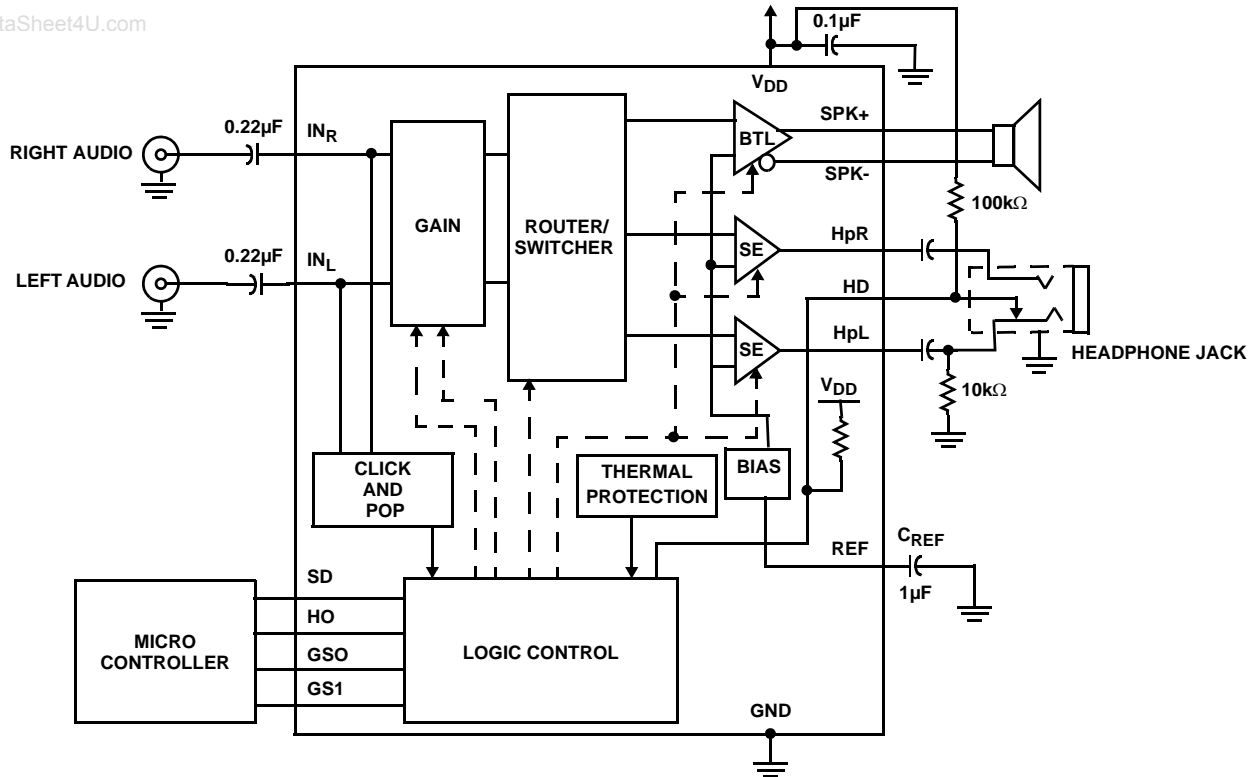 taSheet4U.com
0.1µF
VDD
SPK+
0.22µF
INR
BTL
RIGHT AUDIO
SPK-
100kΩ
GAIN
ROUTER/
SWITCHER
HpR
SE
0.22µF
INL
LEFT AUDIO
HD
HpL
SE
HEADPHONE JACK
VDD
10kΩ
CLICK
AND
POP
THERMAL
PROTECTION
BIAS
REF
CREF
1µF
SD
HO
MICRO
CONTROLLER
LOGIC CONTROL
GSO
GS1
GND